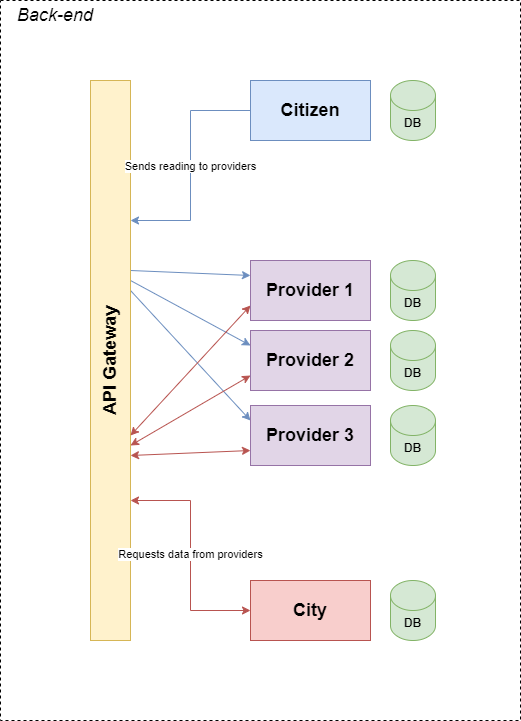 Back-end
Citizen
DB
Sends reading to providers
API Gateway
Provider 1
DB
Provider 2
DB
Provider 3
DB
Requests data from providers
City
DB